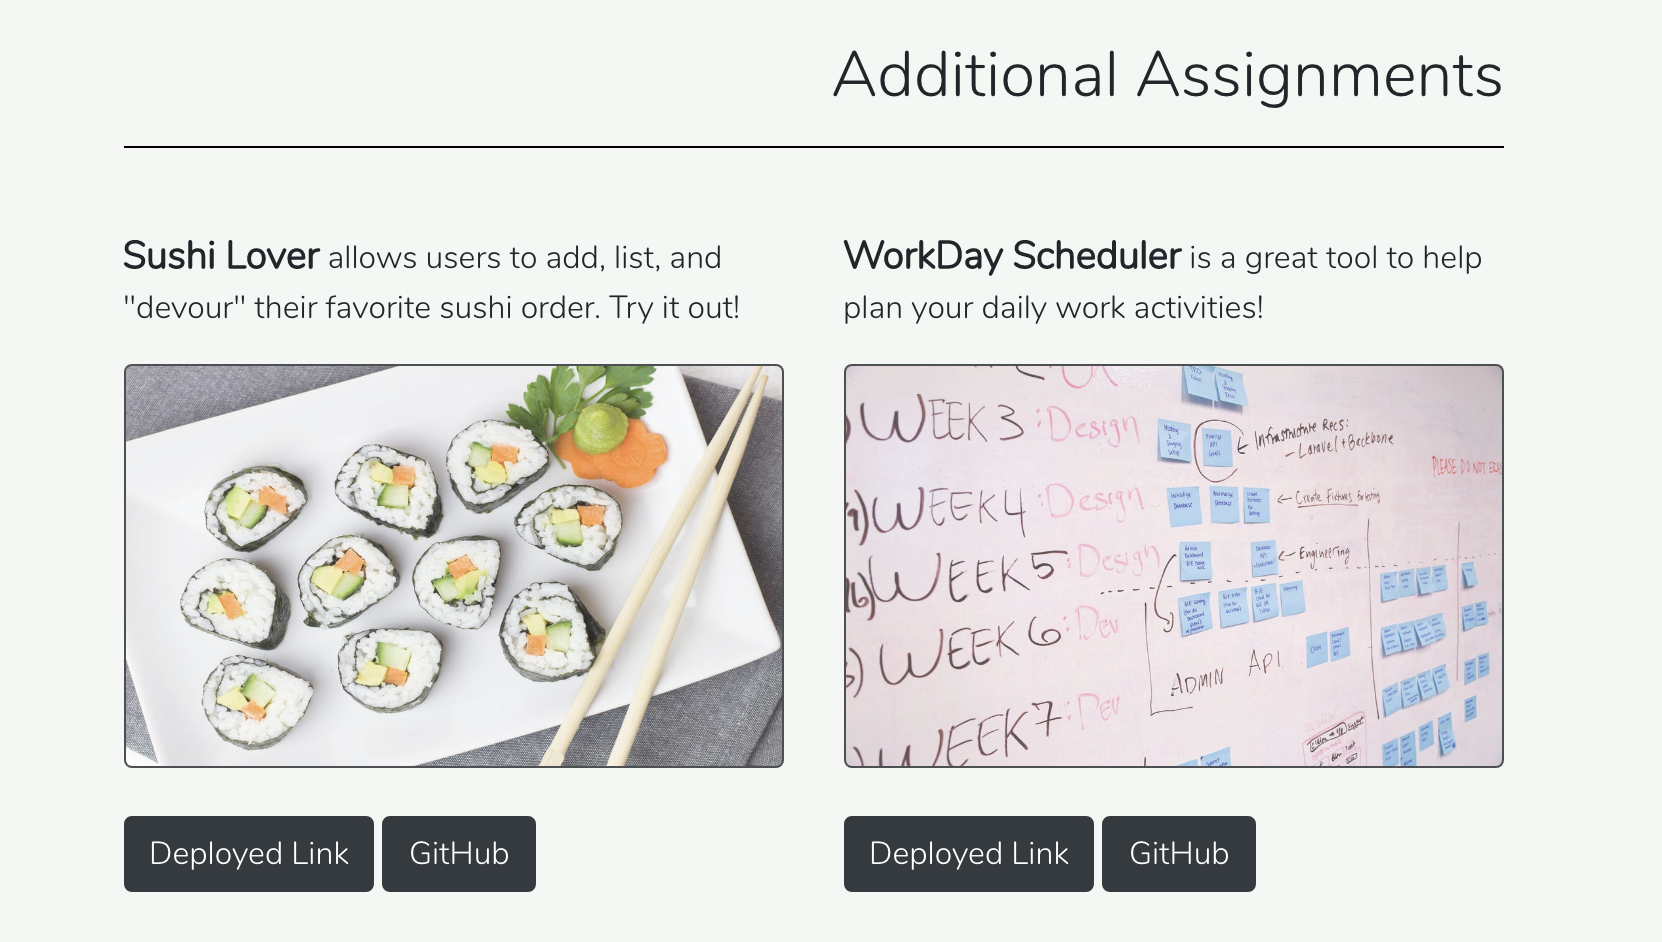 Additional Assignments
Sushi Lover allows users to add, list, and
"devour" their favorite sushi order. Try it out!
WorkDay Scheduler is a great tool to help
plan your daily work activities!
WEEK 3 :Design
Infrastructure Recs:
- Laravel + Backbone
PLEASE DO NOT
WEEK 4 :Design
Create Fixtures for testing
WEEK 5 :Design
Engineering
WEEK 6 :Dev
ADMIN API
WEEK 7 :Dev
Deployed Link GitHub
Deployed Link GitHub